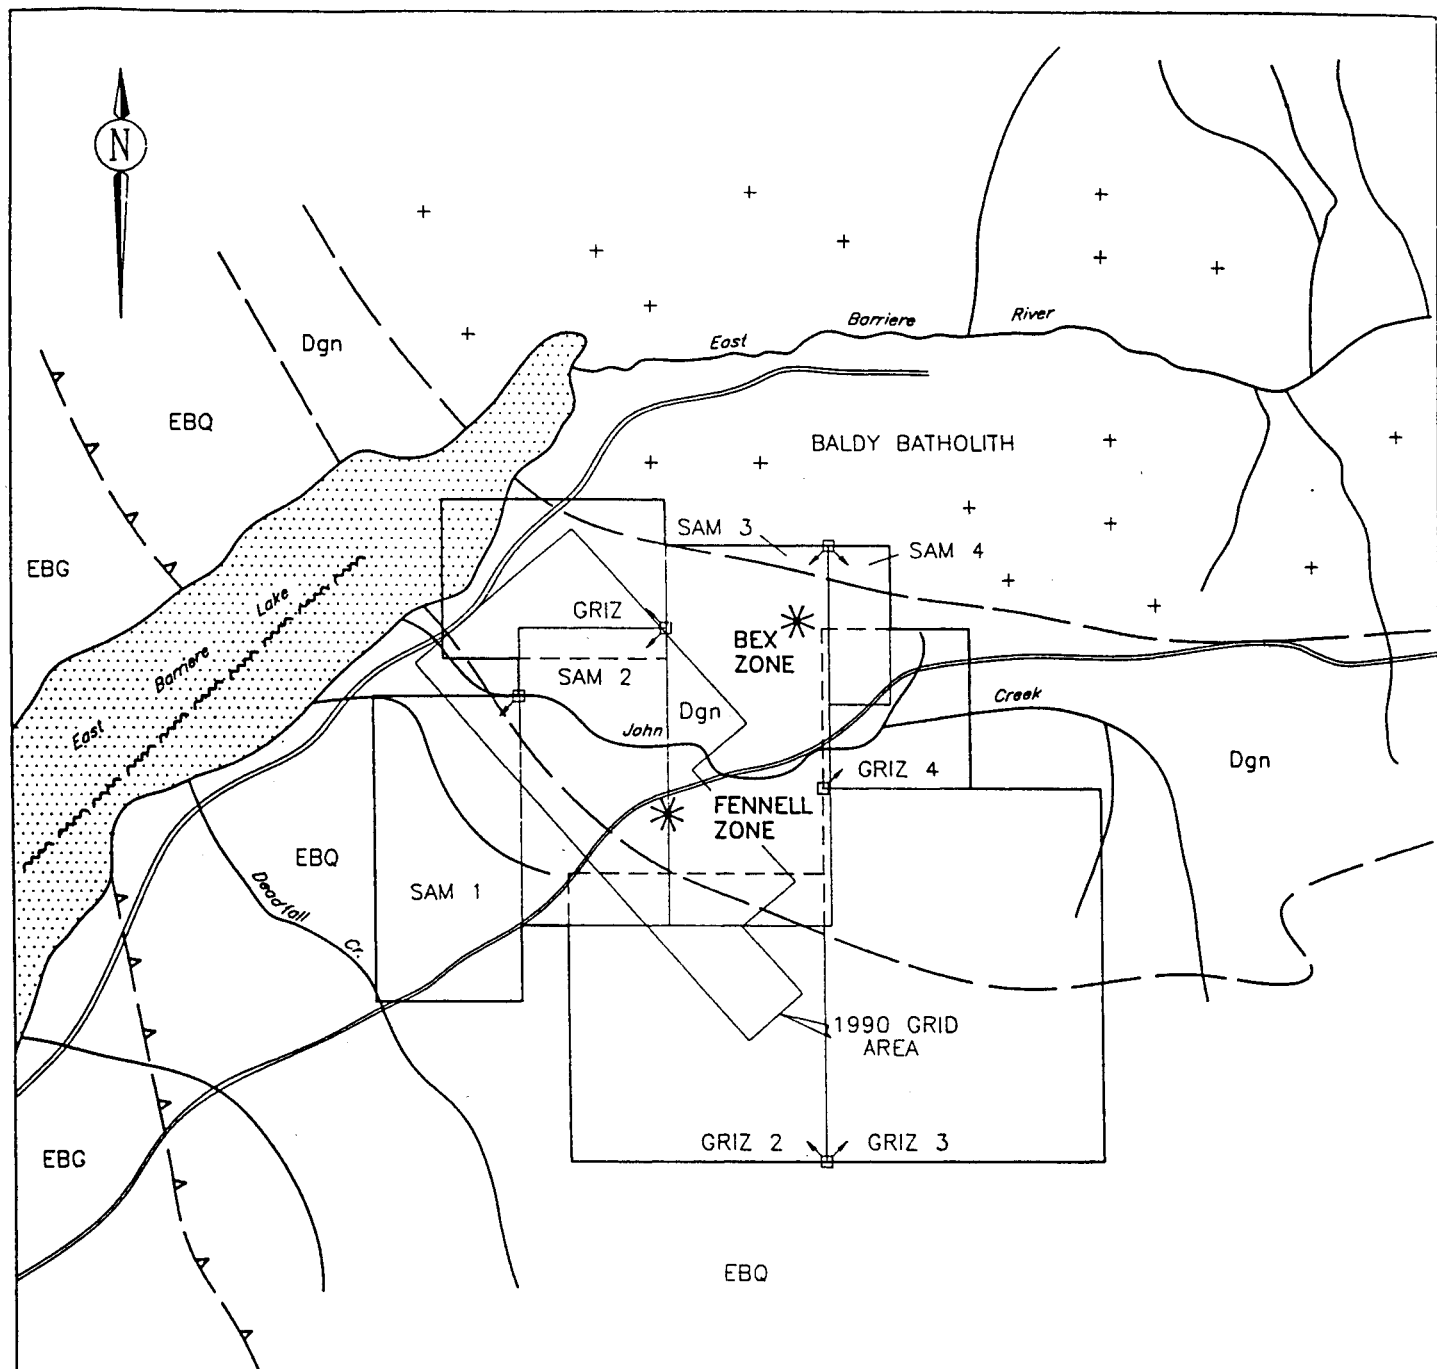 N
East
Barriere
River
Dgn
EBQ
BALDY BATHOLITH
SAM 3
SAM 4
EBG
East
Barriere
Lake
GRIZ
BEX
ZONE
SAM 2
Dgn
John
Creek
Dgn
GRIZ 4
FENNELL
ZONE
EBQ
SAM 1
Deadfall
Cr.
1990 GRID
AREA
GRIZ 2
GRIZ 3
EBG
EBQ